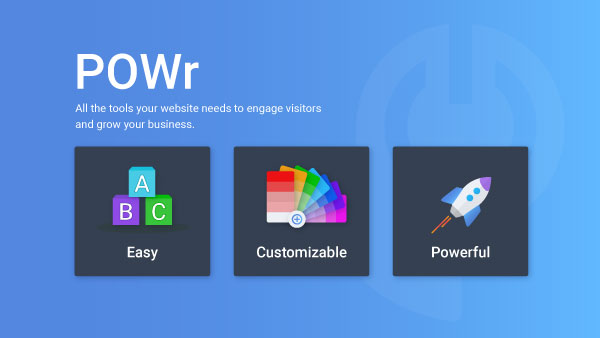 POWr
All the tools your website needs to engage visitors
and grow your business.
A
B C
Easy
Customizable
Powerful